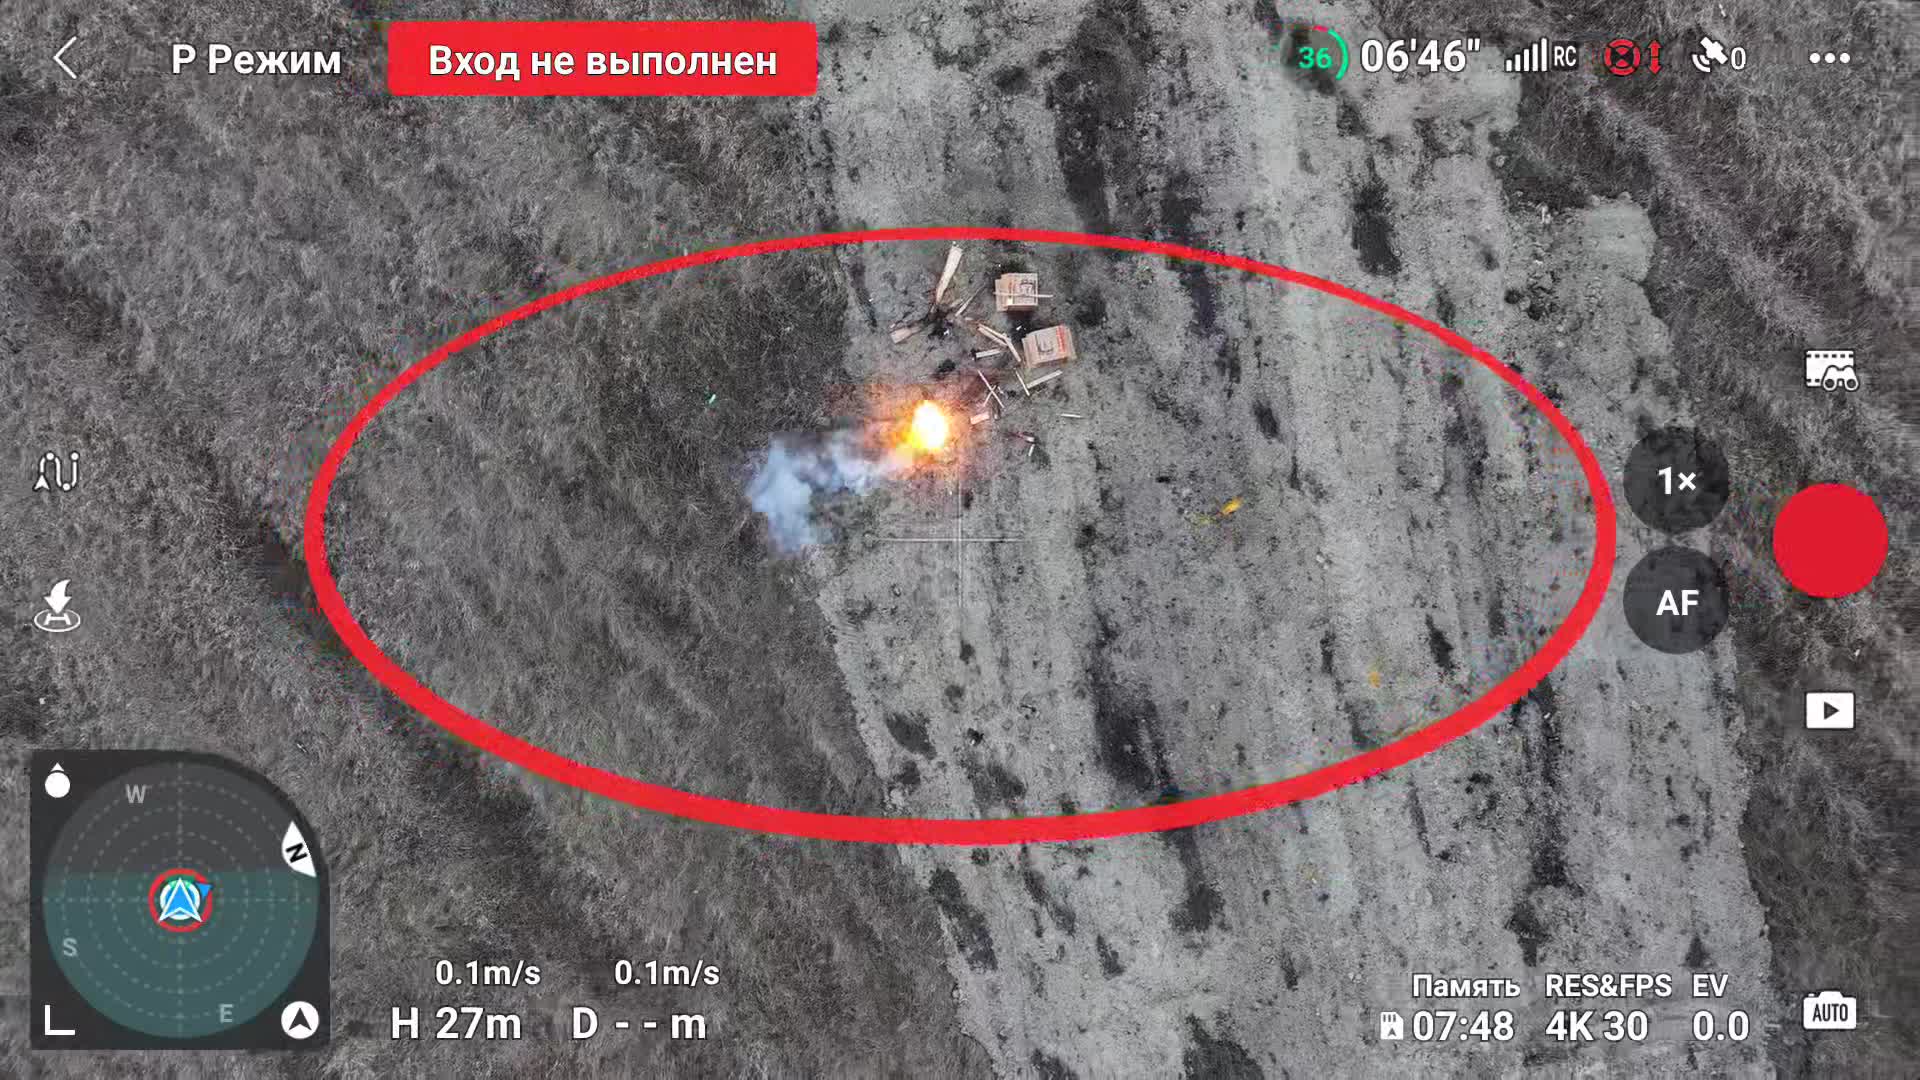 Р Режим
Вход не выполнен
36
06'46"
RC
0
1×
AF
W
N
S
E
0.1m/s 0.1m/s
H 27m D - - m
Память RES&FPS EV
07:48 4K 30 0.0
AUTO